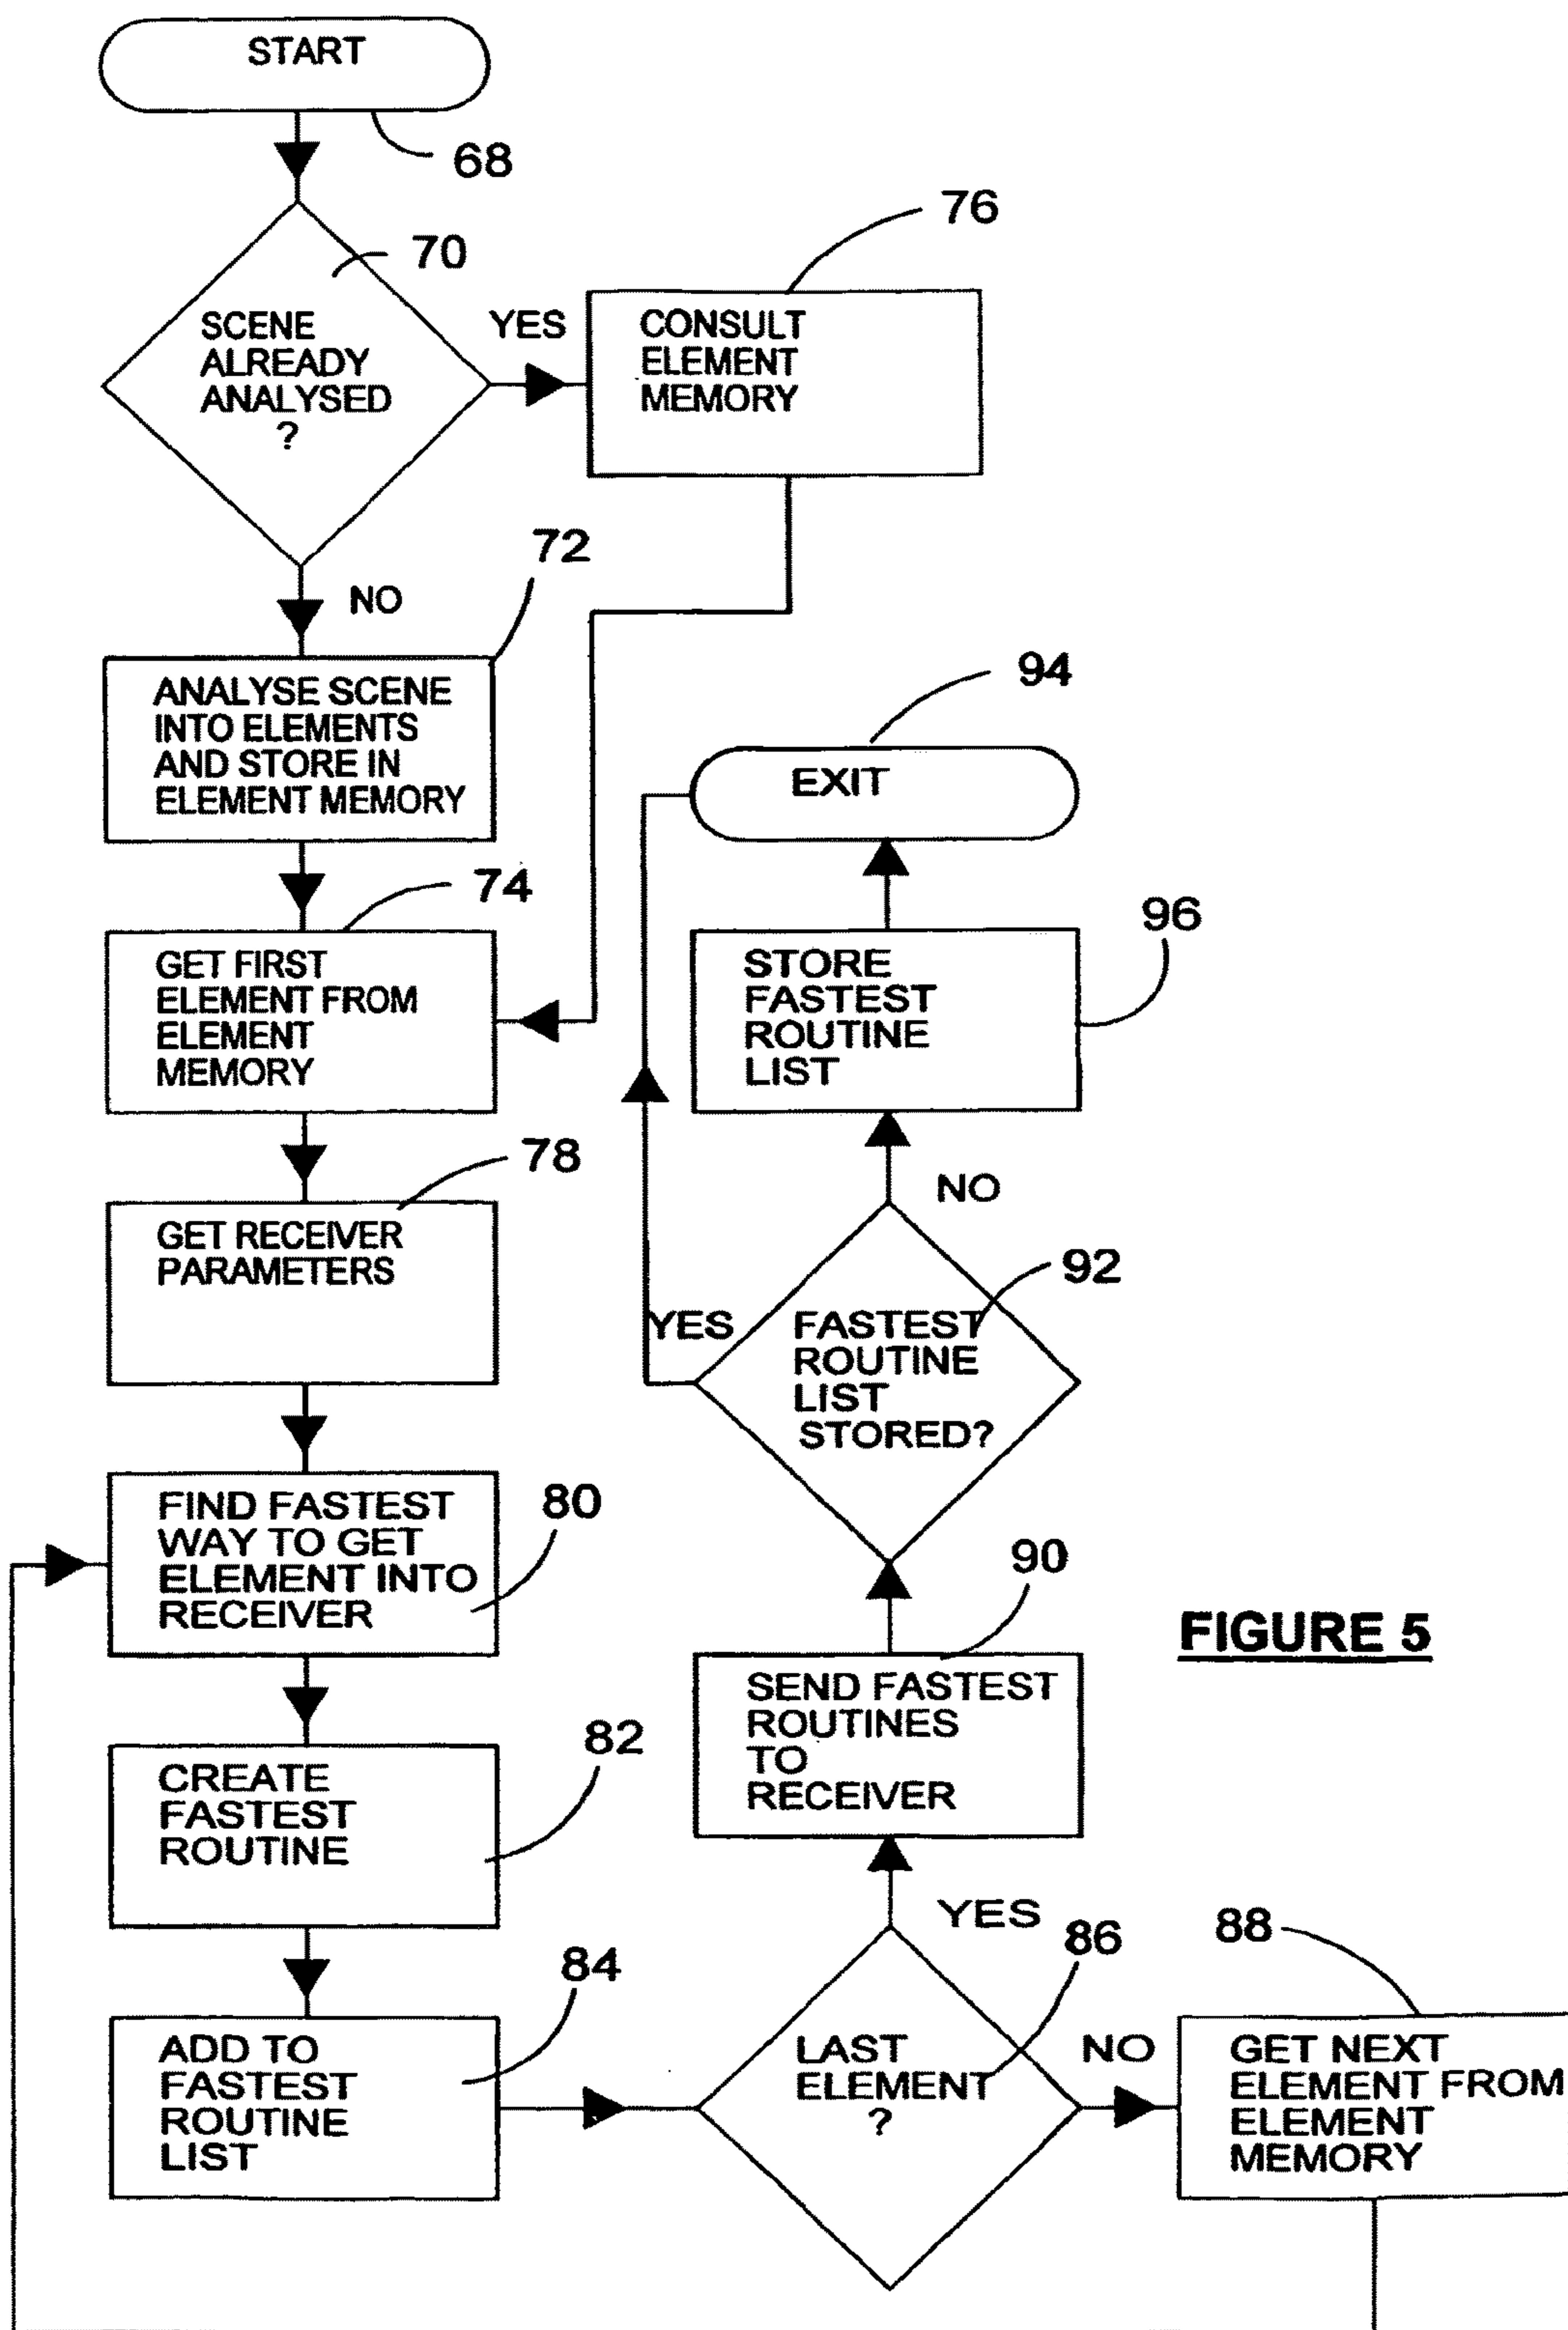 START
68
70
SCENE
ALREADY
ANALYSED
?
YES
76
CONSULT
ELEMENT
MEMORY
NO
72
ANALYSE SCENE
INTO ELEMENTS
AND STORE IN
ELEMENT MEMORY
74
GET FIRST
ELEMENT FROM
ELEMENT
MEMORY
78
GET RECEIVER
PARAMETERS
80
FIND FASTEST
WAY TO GET
ELEMENT INTO
RECEIVER
82
CREATE
FASTEST
ROUTINE
84
ADD TO
FASTEST
ROUTINE
LIST
86
LAST
ELEMENT
?
NO
88
GET NEXT
ELEMENT FROM
ELEMENT
MEMORY
YES
90
SEND FASTEST
ROUTINES
TO
RECEIVER
92
FASTEST
ROUTINE
LIST
STORED?
YES
NO
96
STORE
FASTEST
ROUTINE
LIST
94
EXIT
FIGURE 5